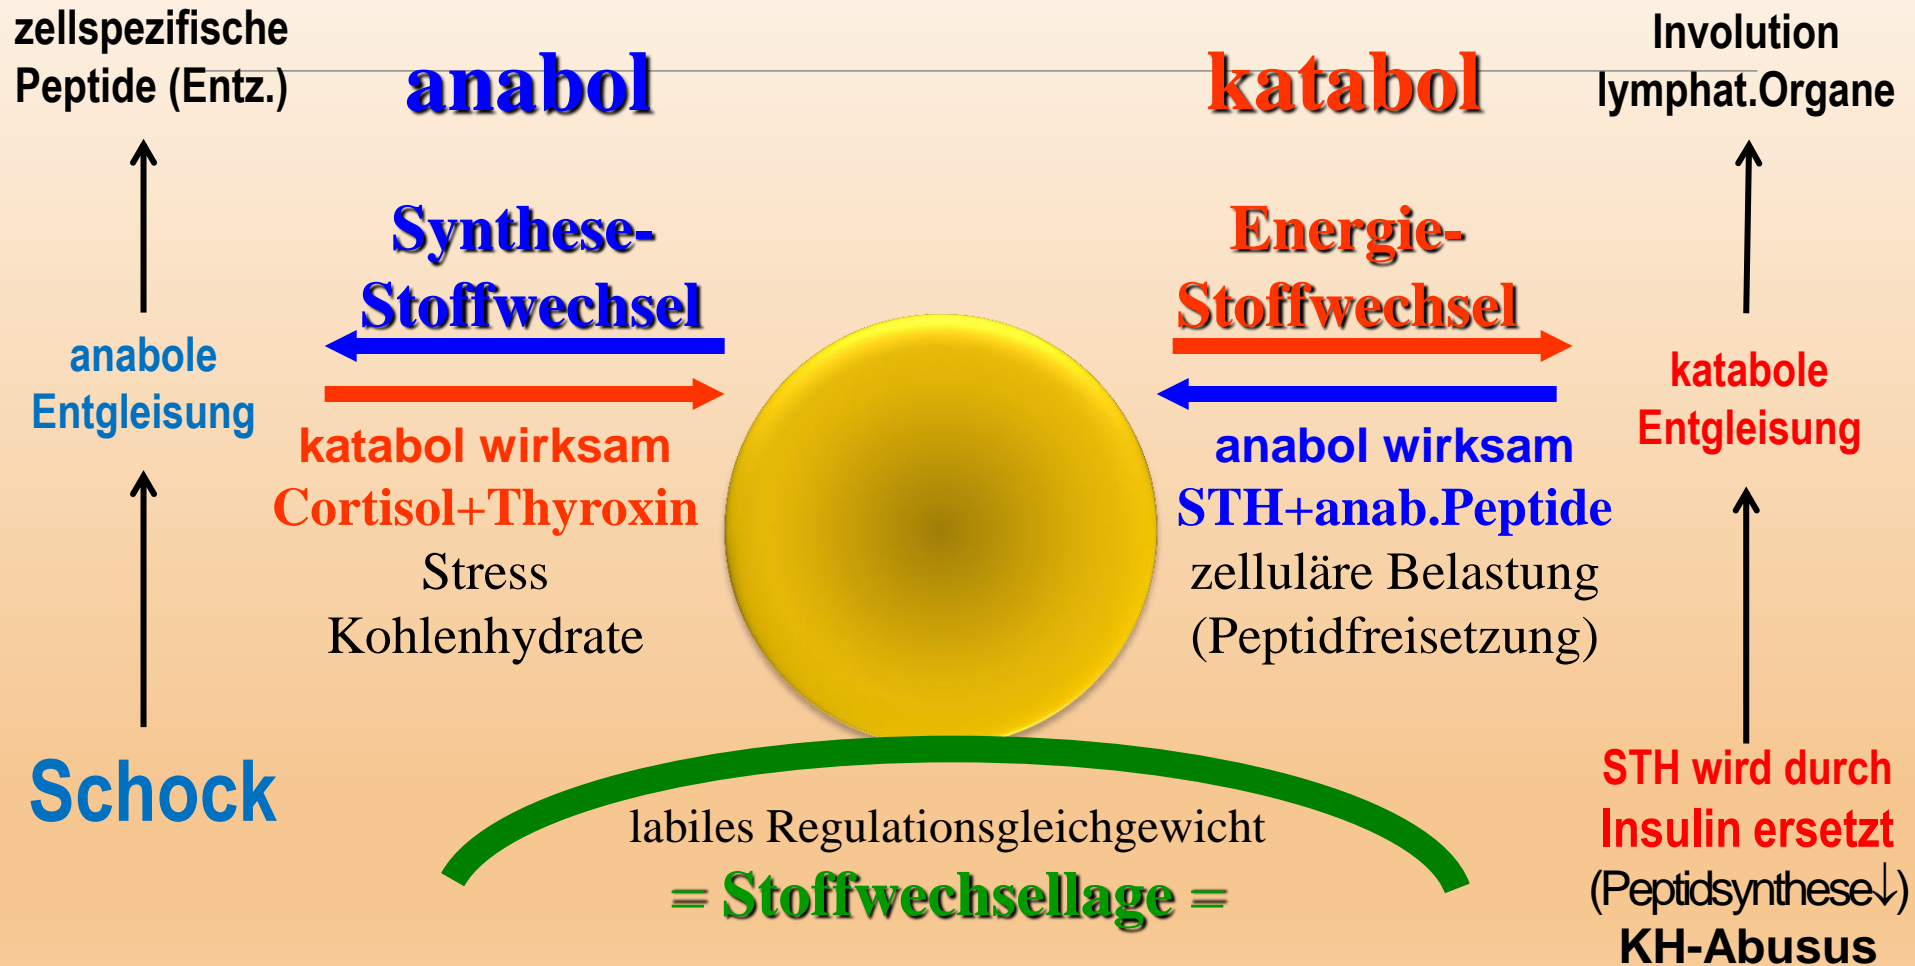 zellspezifische
Peptide (Entz.)
anabol
katabol
Involution
lymphat.Organe
Synthese-
Stoffwechsel
Energie-
Stoffwechsel
anabole
Entgleisung
katabol wirksam
Cortisol+Thyroxin
Stress
Kohlenhydrate
anabol wirksam
STH+anab.Peptide
zelluläre Belastung
(Peptidfreisetzung)
katabole
Entgleisung
Schock
labiles Regulationsgleichgewicht
= Stoffwechsellage =
STH wird durch
Insulin ersetzt
(Peptidsynthese↓)
KH-Abusus